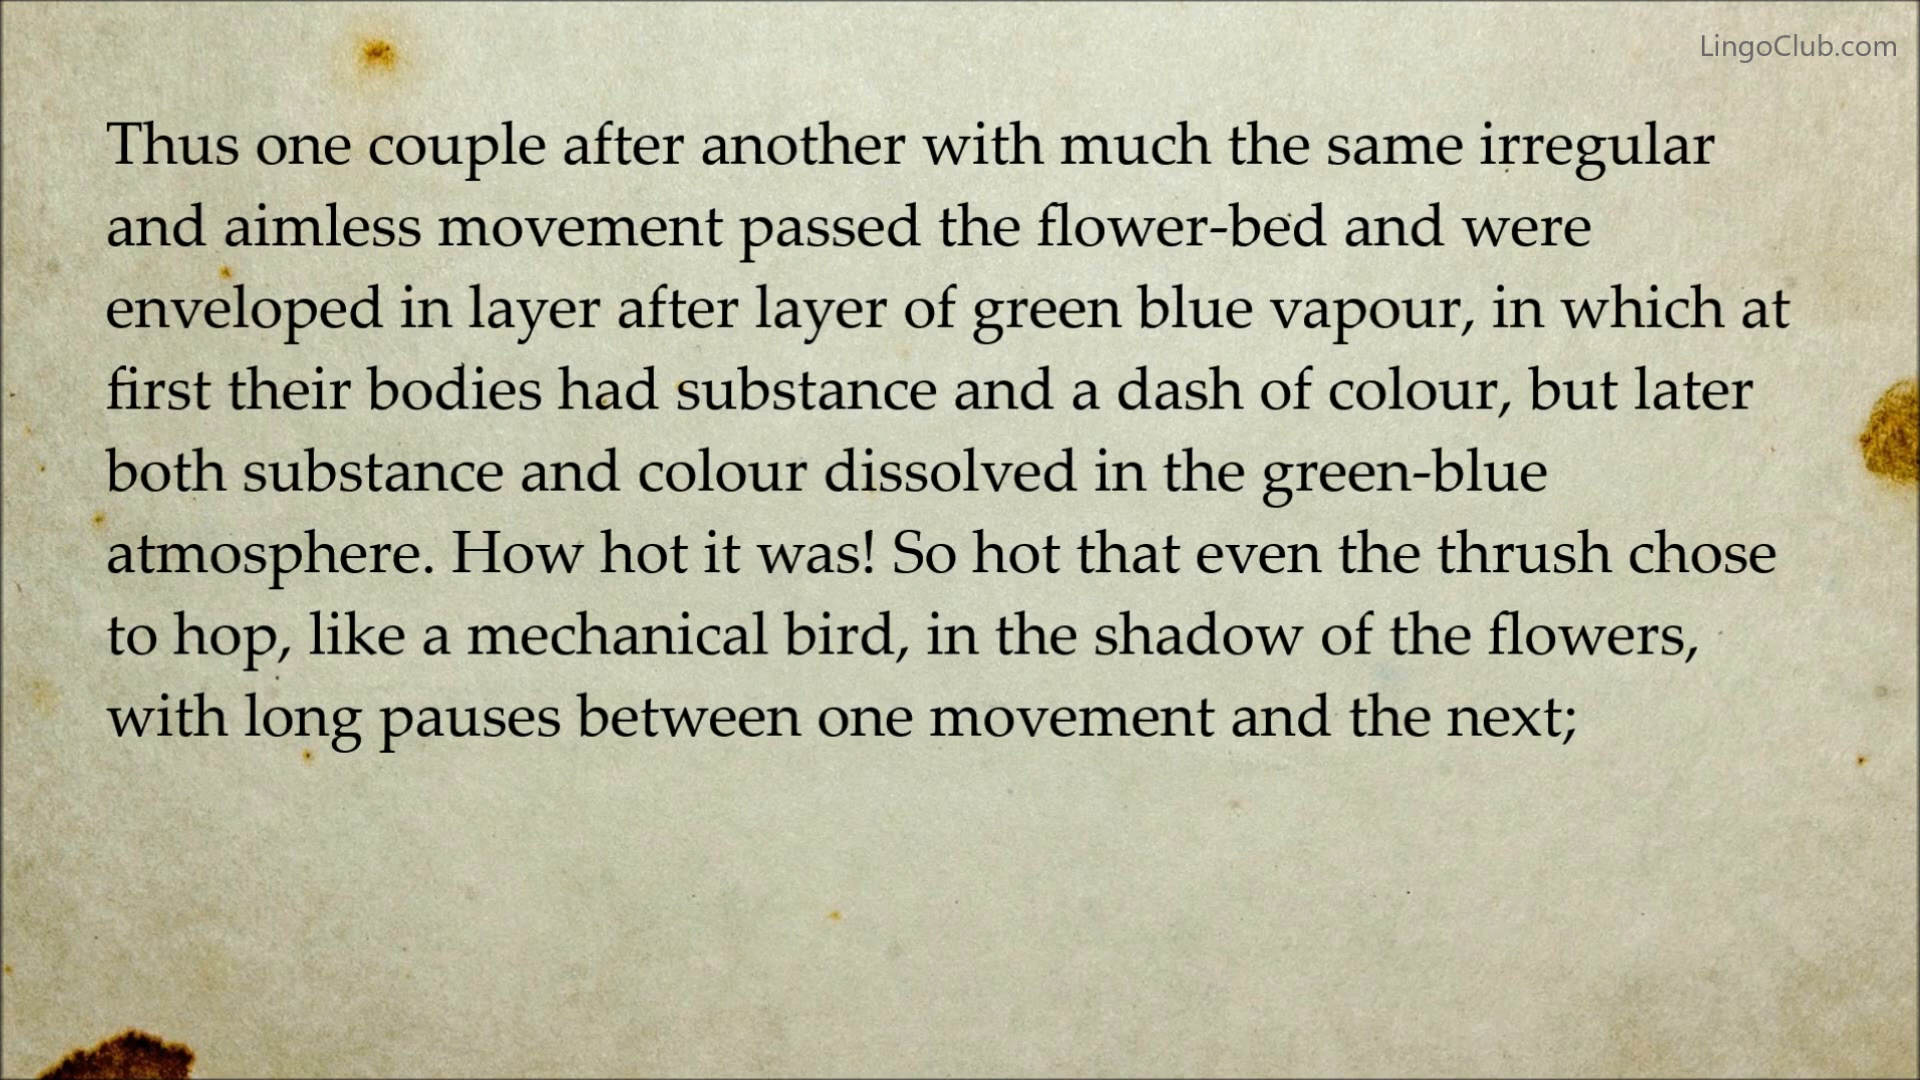 LingoClub.com
Thus one couple after another with much the same irregular
and aimless movement passed the flower-bed and were
enveloped in layer after layer of green blue vapour, in which at
first their bodies had substance and a dash of colour, but later
both substance and colour dissolved in the green-blue
atmosphere. How hot it was! So hot that even the thrush chose
to hop, like a mechanical bird, in the shadow of the flowers,
with long pauses between one movement and the next;